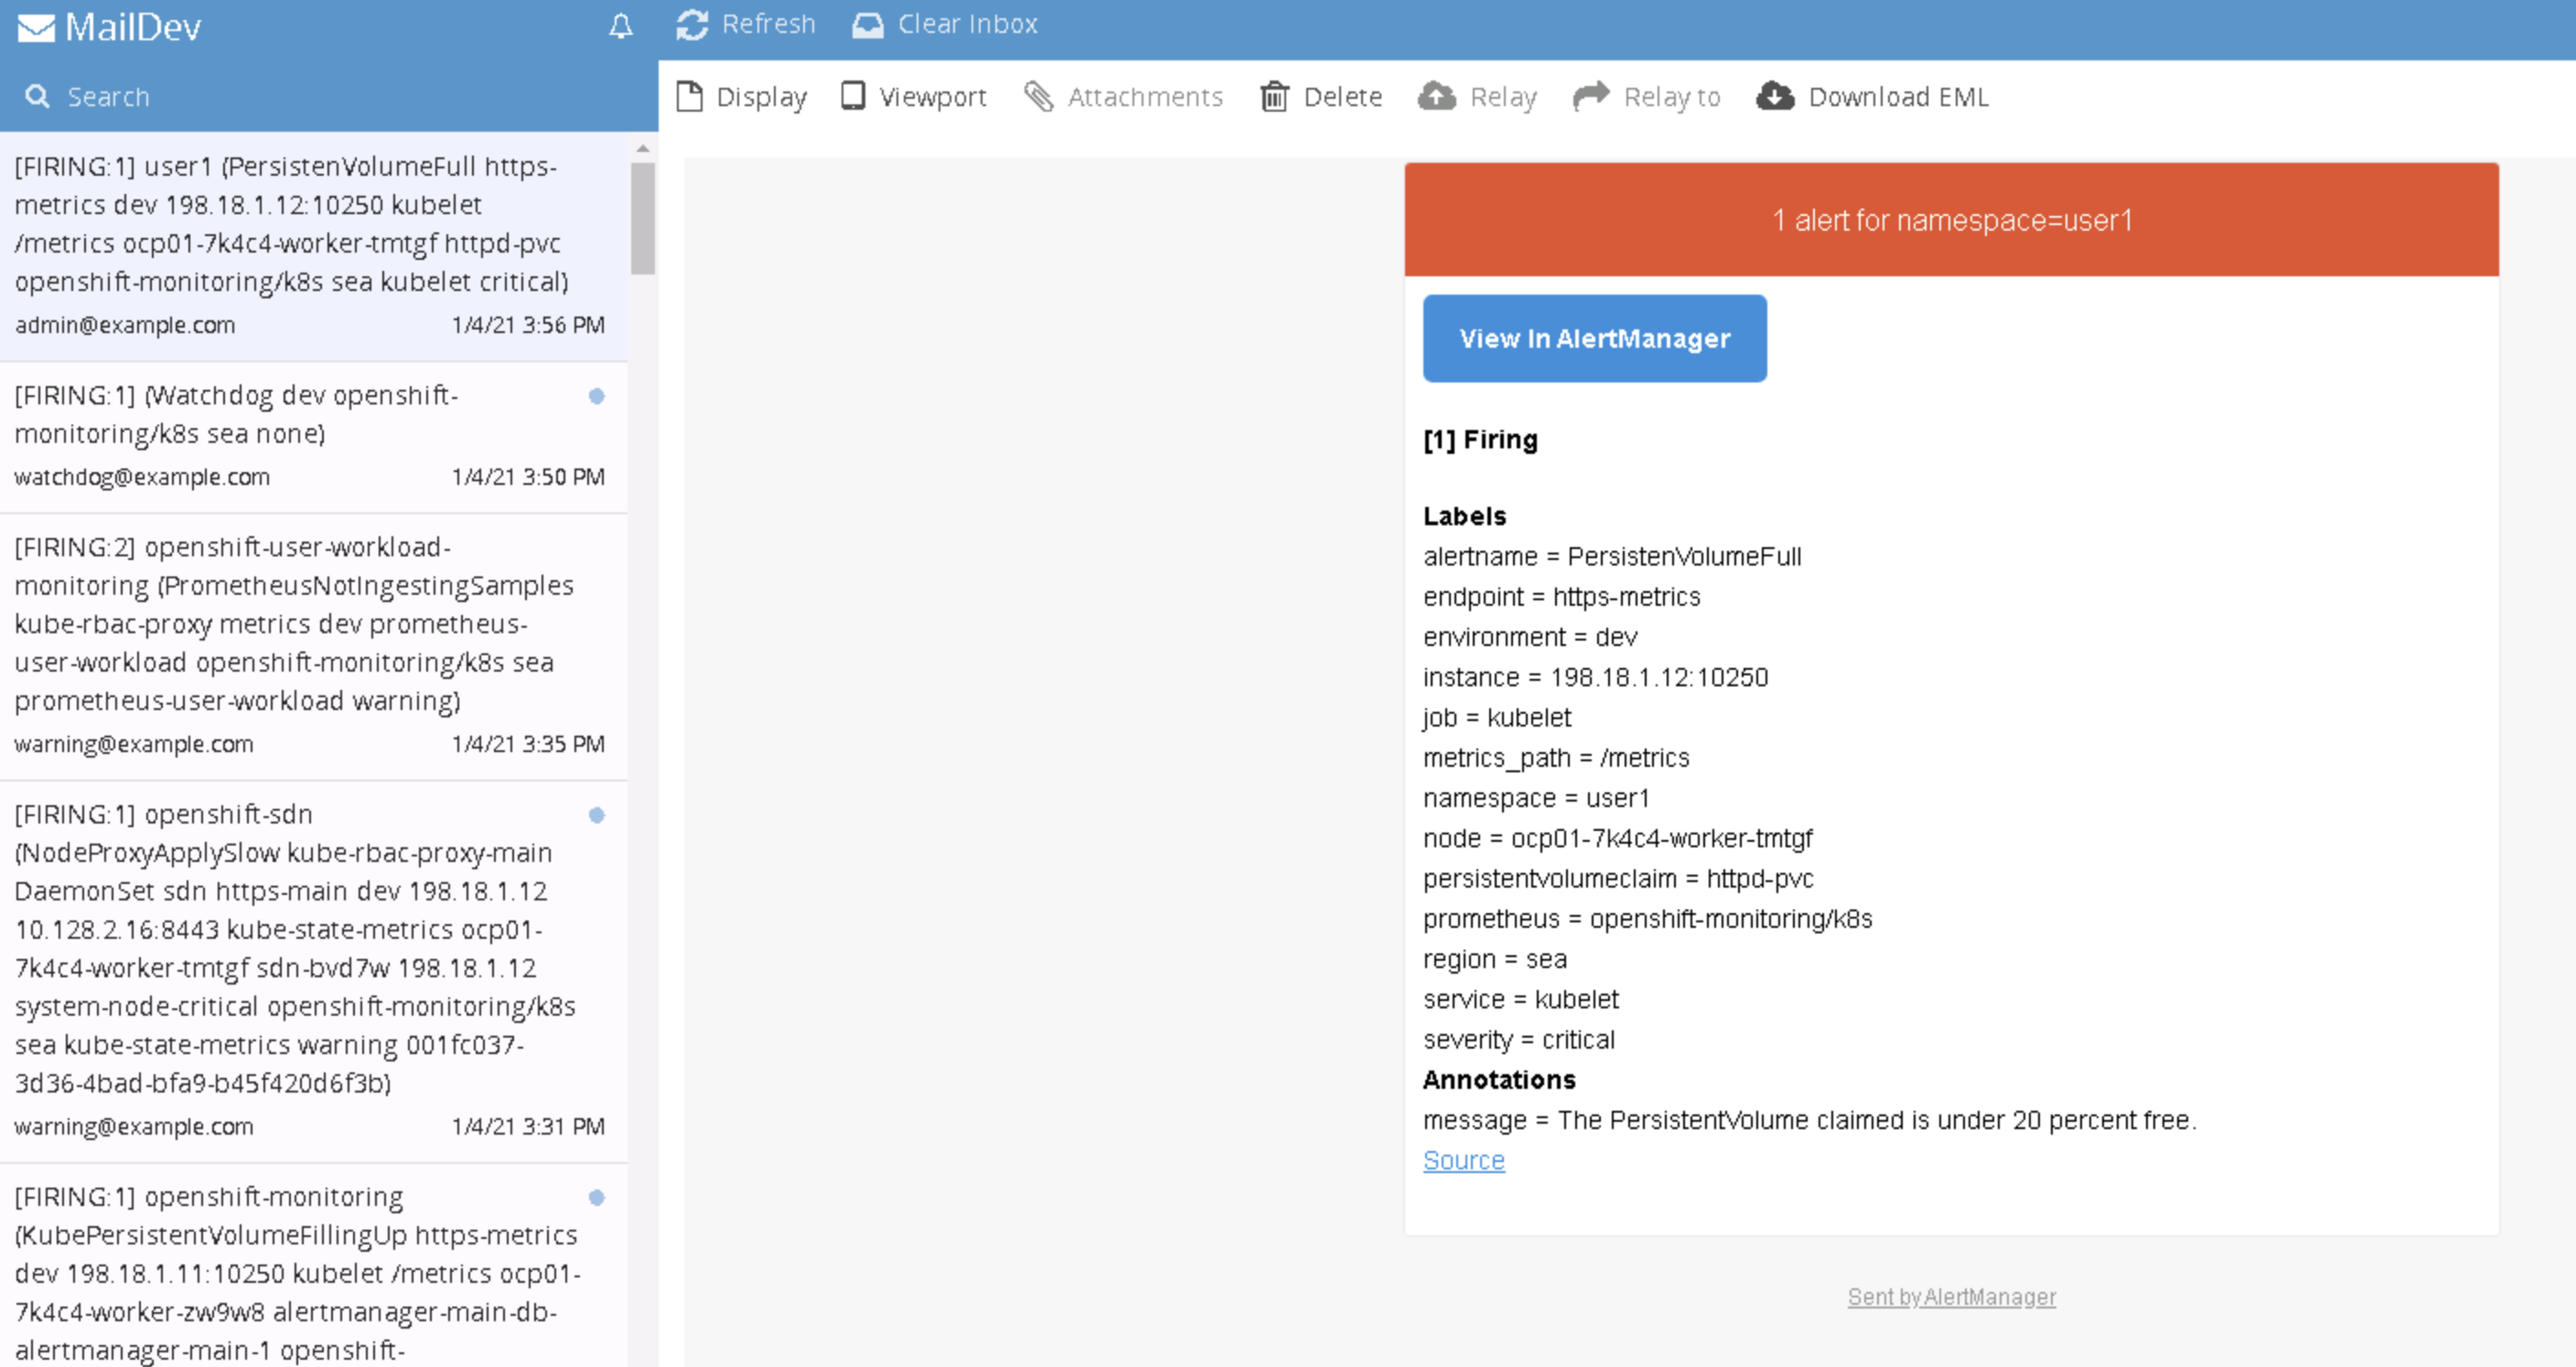 MailDev
Refresh
Clear Inbox
Search
Display
Viewport
Attachments
Delete
Relay
Relay to
Download EML
[FIRING:1] user1 (PersistenVolumeFull https-
metrics dev 198.18.1.12:10250 kubelet
/metrics ocp01-7k4c4-worker-tmtgf httpd-pvc
openshift-monitoring/k8s sea kubelet critical)
admin@example.com 1/4/21 3:56 PM
[FIRING:1] (Watchdog dev openshift-
monitoring/k8s sea none)
watchdog@example.com 1/4/21 3:50 PM
[FIRING:2] openshift-user-workload-
monitoring (PrometheusNotIngestingSamples
kube-rbac-proxy metrics dev prometheus-
user-workload openshift-monitoring/k8s sea
prometheus-user-workload warning)
warning@example.com 1/4/21 3:35 PM
[FIRING:1] openshift-sdn
(NodeProxyApplySlow kube-rbac-proxy-main
DaemonSet sdn https-main dev 198.18.1.12
10.128.2.16:8443 kube-state-metrics ocp01-
7k4c4-worker-tmtgf sdn-bvd7w 198.18.1.12
system-node-critical openshift-monitoring/k8s
sea kube-state-metrics warning 001fc037-
3d36-4bad-bfa9-b45f420d6f3b)
warning@example.com 1/4/21 3:31 PM
[FIRING:1] openshift-monitoring
(KubePersistentVolumeFillingUp https-metrics
dev 198.18.1.11:10250 kubelet /metrics ocp01-
7k4c4-worker-zw9w8 alertmanager-main-db-
alertmanager-main-1 openshift-
1 alert for namespace=user1
View In AlertManager
[1] Firing
Labels
alertname = PersistenVolumeFull
endpoint = https-metrics
environment = dev
instance = 198.18.1.12:10250
job = kubelet
metrics_path = /metrics
namespace = user1
node = ocp01-7k4c4-worker-tmtgf
persistentvolumeclaim = httpd-pvc
prometheus = openshift-monitoring/k8s
region = sea
service = kubelet
severity = critical
Annotations
message = The PersistentVolume claimed is under 20 percent free.
Source
Sent by AlertManager